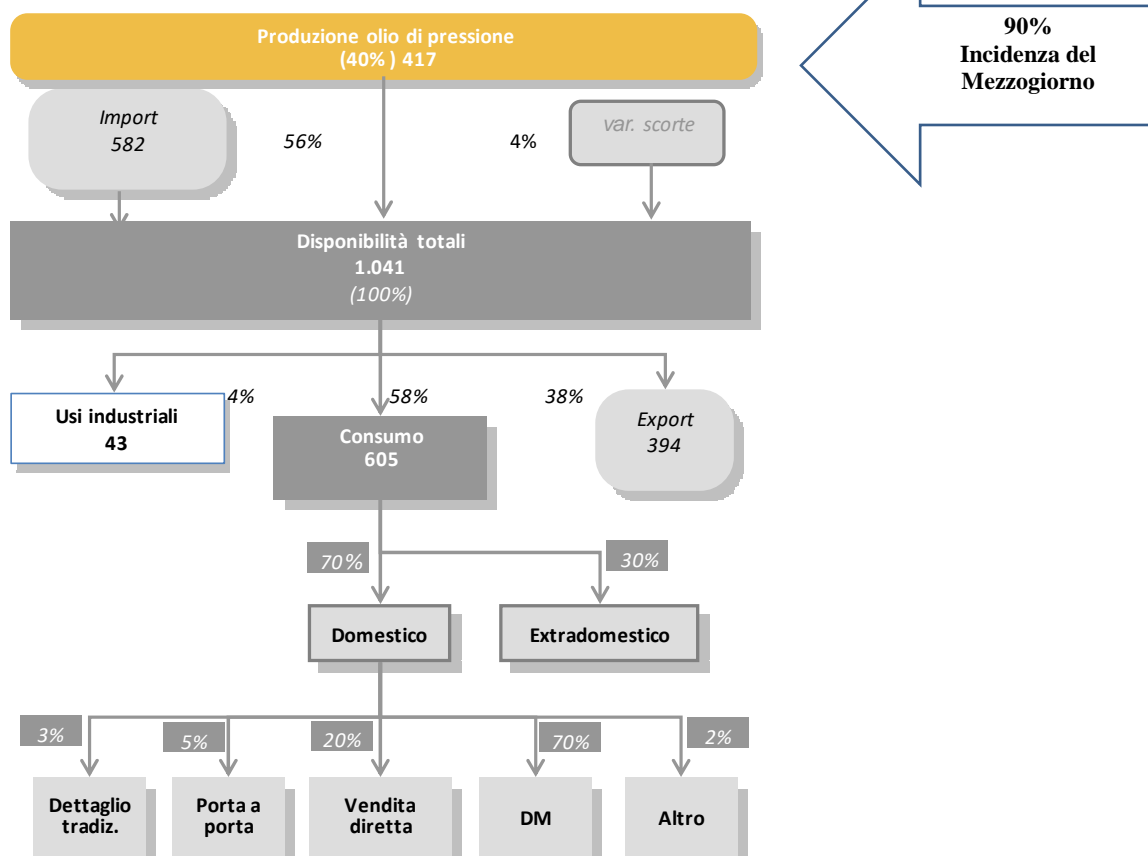 Produzione olio di pressione
(40% ) 417
90%
Incidenza del
Mezzogiorno
Import
582
56%
4%
var. scorte
Disponibilità totali
1.041
(100%)
Usi industriali
43
4%
58%
38%
Consumo
605
Export
394
70%
30%
Domestico
Extradomestico
3%
5%
20%
70%
2%
Dettaglio
tradiz.
Porta a
porta
Vendita
diretta
DM
Altro